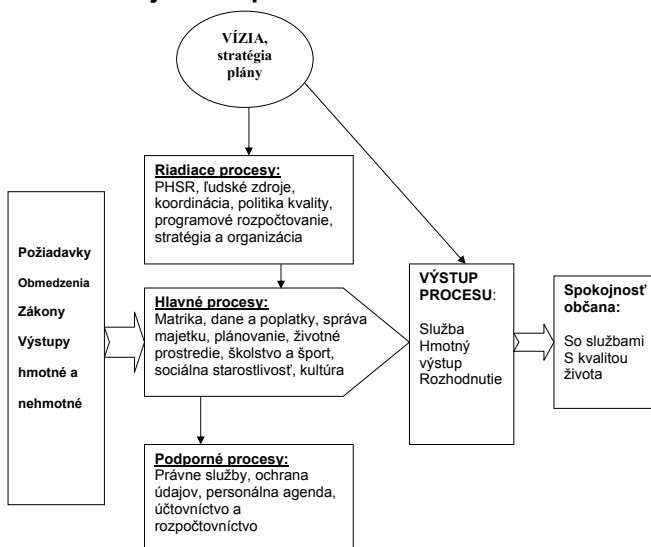 VÍZIA,
stratégia
plány
Riadiace procesy:
PHSR, ľudské zdroje,
koordinácia, politika kvality,
programové rozpočtovanie,
stratégia a organizácia
Požiadavky
Obmedzenia
Zákony
Výstupy
hmotné a
nehmotné
Hlavné procesy:
Matrika, dane a poplatky, správa
majetku, plánovanie, životné
prostredie, školstvo a šport,
sociálna starostlivosť, kultúra
VÝSTUP
PROCESU:
Služba
Hmotný
výstup
Rozhodnutie
Spokojnosť
občana:
So službami
S kvalitou
života
Podporné procesy:
Právne služby, ochrana
údajov, personálna agenda,
účtovníctvo a
rozpočtovníctvo